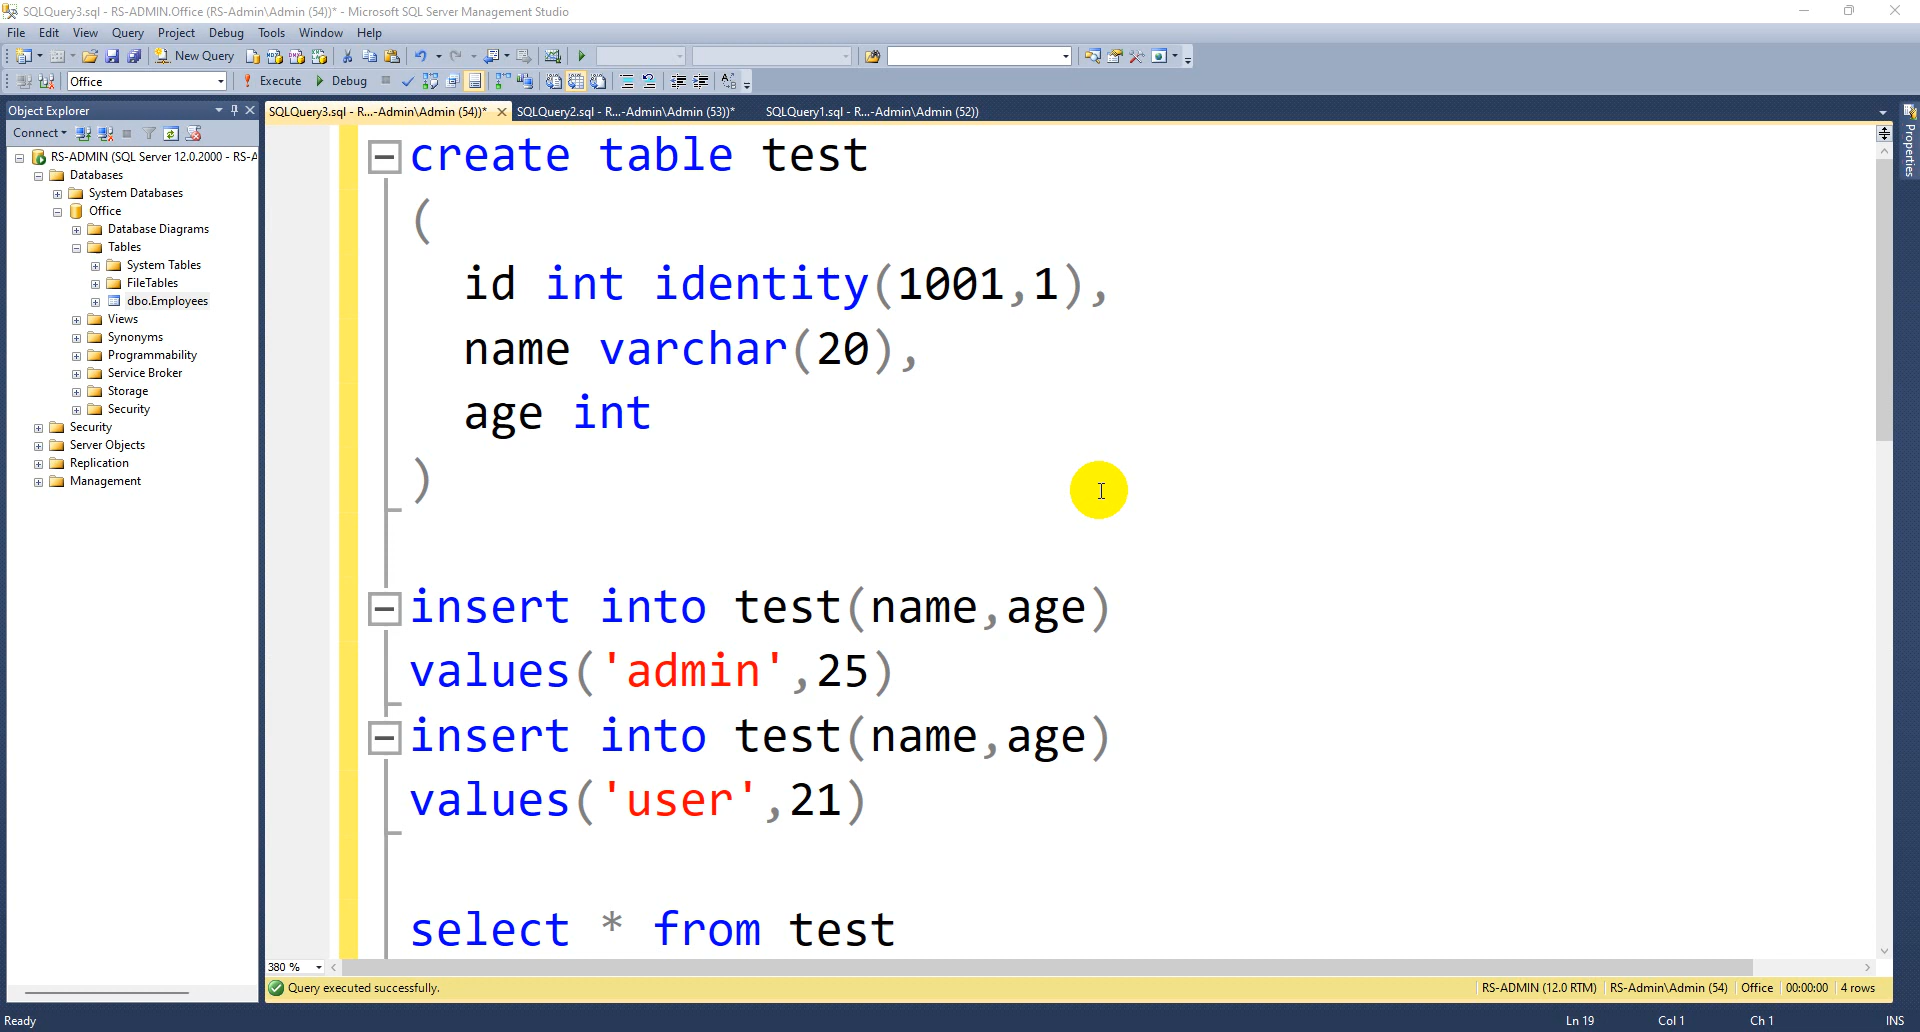 SQLQuery3.sql - RS-ADMIN.Office (RS-Admin\Admin (54))* - Microsoft SQL Server Management Studio
File Edit View Query Project Debug Tools Window Help
New Query
Office Execute Debug
Object Explorer
SQLQuery3.sql - R...-Admin\Admin (54))* SQLQuery2.sql - R...-Admin\Admin (53))* SQLQuery1.sql - R...-Admin\Admin (52))
Connect
RS-ADMIN (SQL Server 12.0.2000 - RS-A
Databases
System Databases
Office
Database Diagrams
Tables
System Tables
FileTables
dbo.Employees
Views
Synonyms
Programmability
Service Broker
Storage
Security
Security
Server Objects
Replication
Management
create table test
(
id int identity(1001,1),
name varchar(20),
age int
)
insert into test(name,age)
values('admin',25)
insert into test(name,age)
values('user',21)
select * from test
Properties
380 %
Query executed successfully. RS-ADMIN (12.0 RTM) RS-Admin\Admin (54) Office 00:00:00 4 rows
Ready Ln 19 Col 1 Ch 1 INS